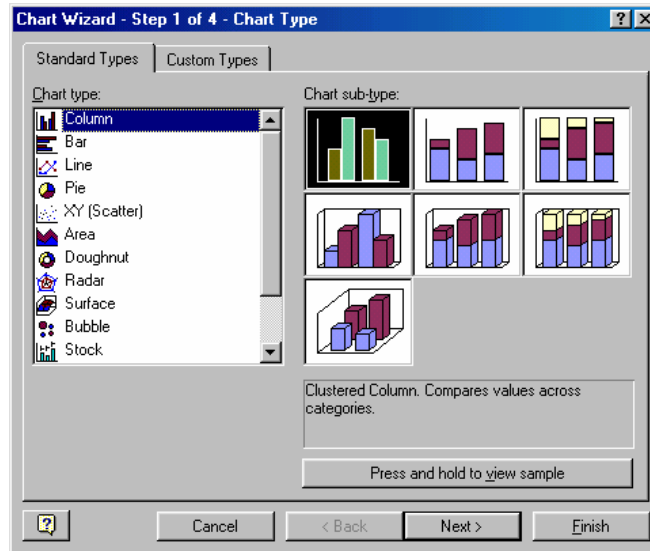 Chart Wizard - Step 1 of 4 - Chart Type
Standard Types
Custom Types
Chart type:
Column
Bar
Line
Pie
XY (Scatter)
Area
Doughnut
Radar
Surface
Bubble
Stock
Chart sub-type:
Clustered Column. Compares values across
categories.
Press and hold to view sample
Cancel
< Back
Next >
Finish